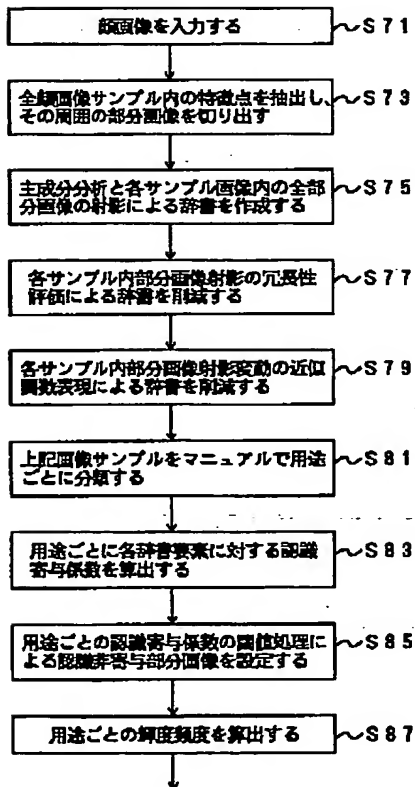 顔画像を入力する ～S71
全顔画像サンプル内の特徴点を抽出し、 ～S73
その周囲の部分画像を切り出す
主成分分析と各サンプル画像内の全部 ～S75
分画像の射影による辞書を作成する
各サンプル内部分画像射影の冗長性 ～S77
評価による辞書を削減する
各サンプル内部分画像射影変動の近似 ～S79
関数表現による辞書を削減する
上記画像サンプルをマニュアルで用途 ～S81
ごとに分類する
用途ごとに各辞書要素に対する認識 ～S83
寄与係数を算出する
用途ごとの認識寄与係数の閾値処理に ～S85
よる認識非寄与部分画像を設定する
用途ごとの輝度頻度を算出する ～S87